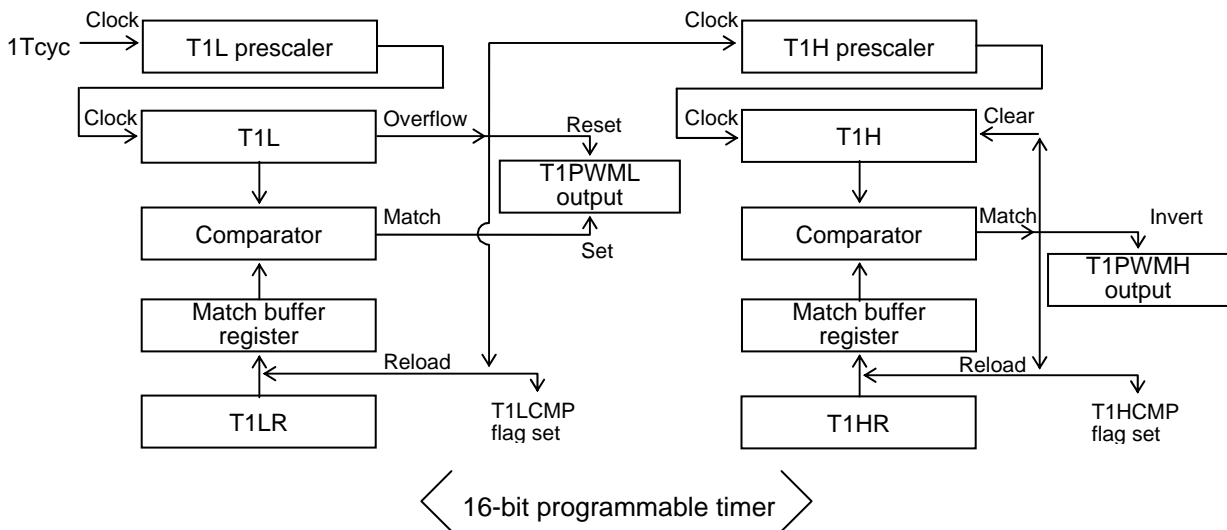 Clock
1Tcyc
T1L prescaler
Clock
T1L
Overflow
Reset
T1PWML
output
Comparator
Match
Set
Match buffer
register
Reload
T1LR
T1LCMP
flag set
Clock
T1H prescaler
Clock
T1H
Clear
Comparator
Match
Invert
T1PWMH
output
Match buffer
register
Reload
T1HR
T1HCMP
flag set
16-bit programmable timer